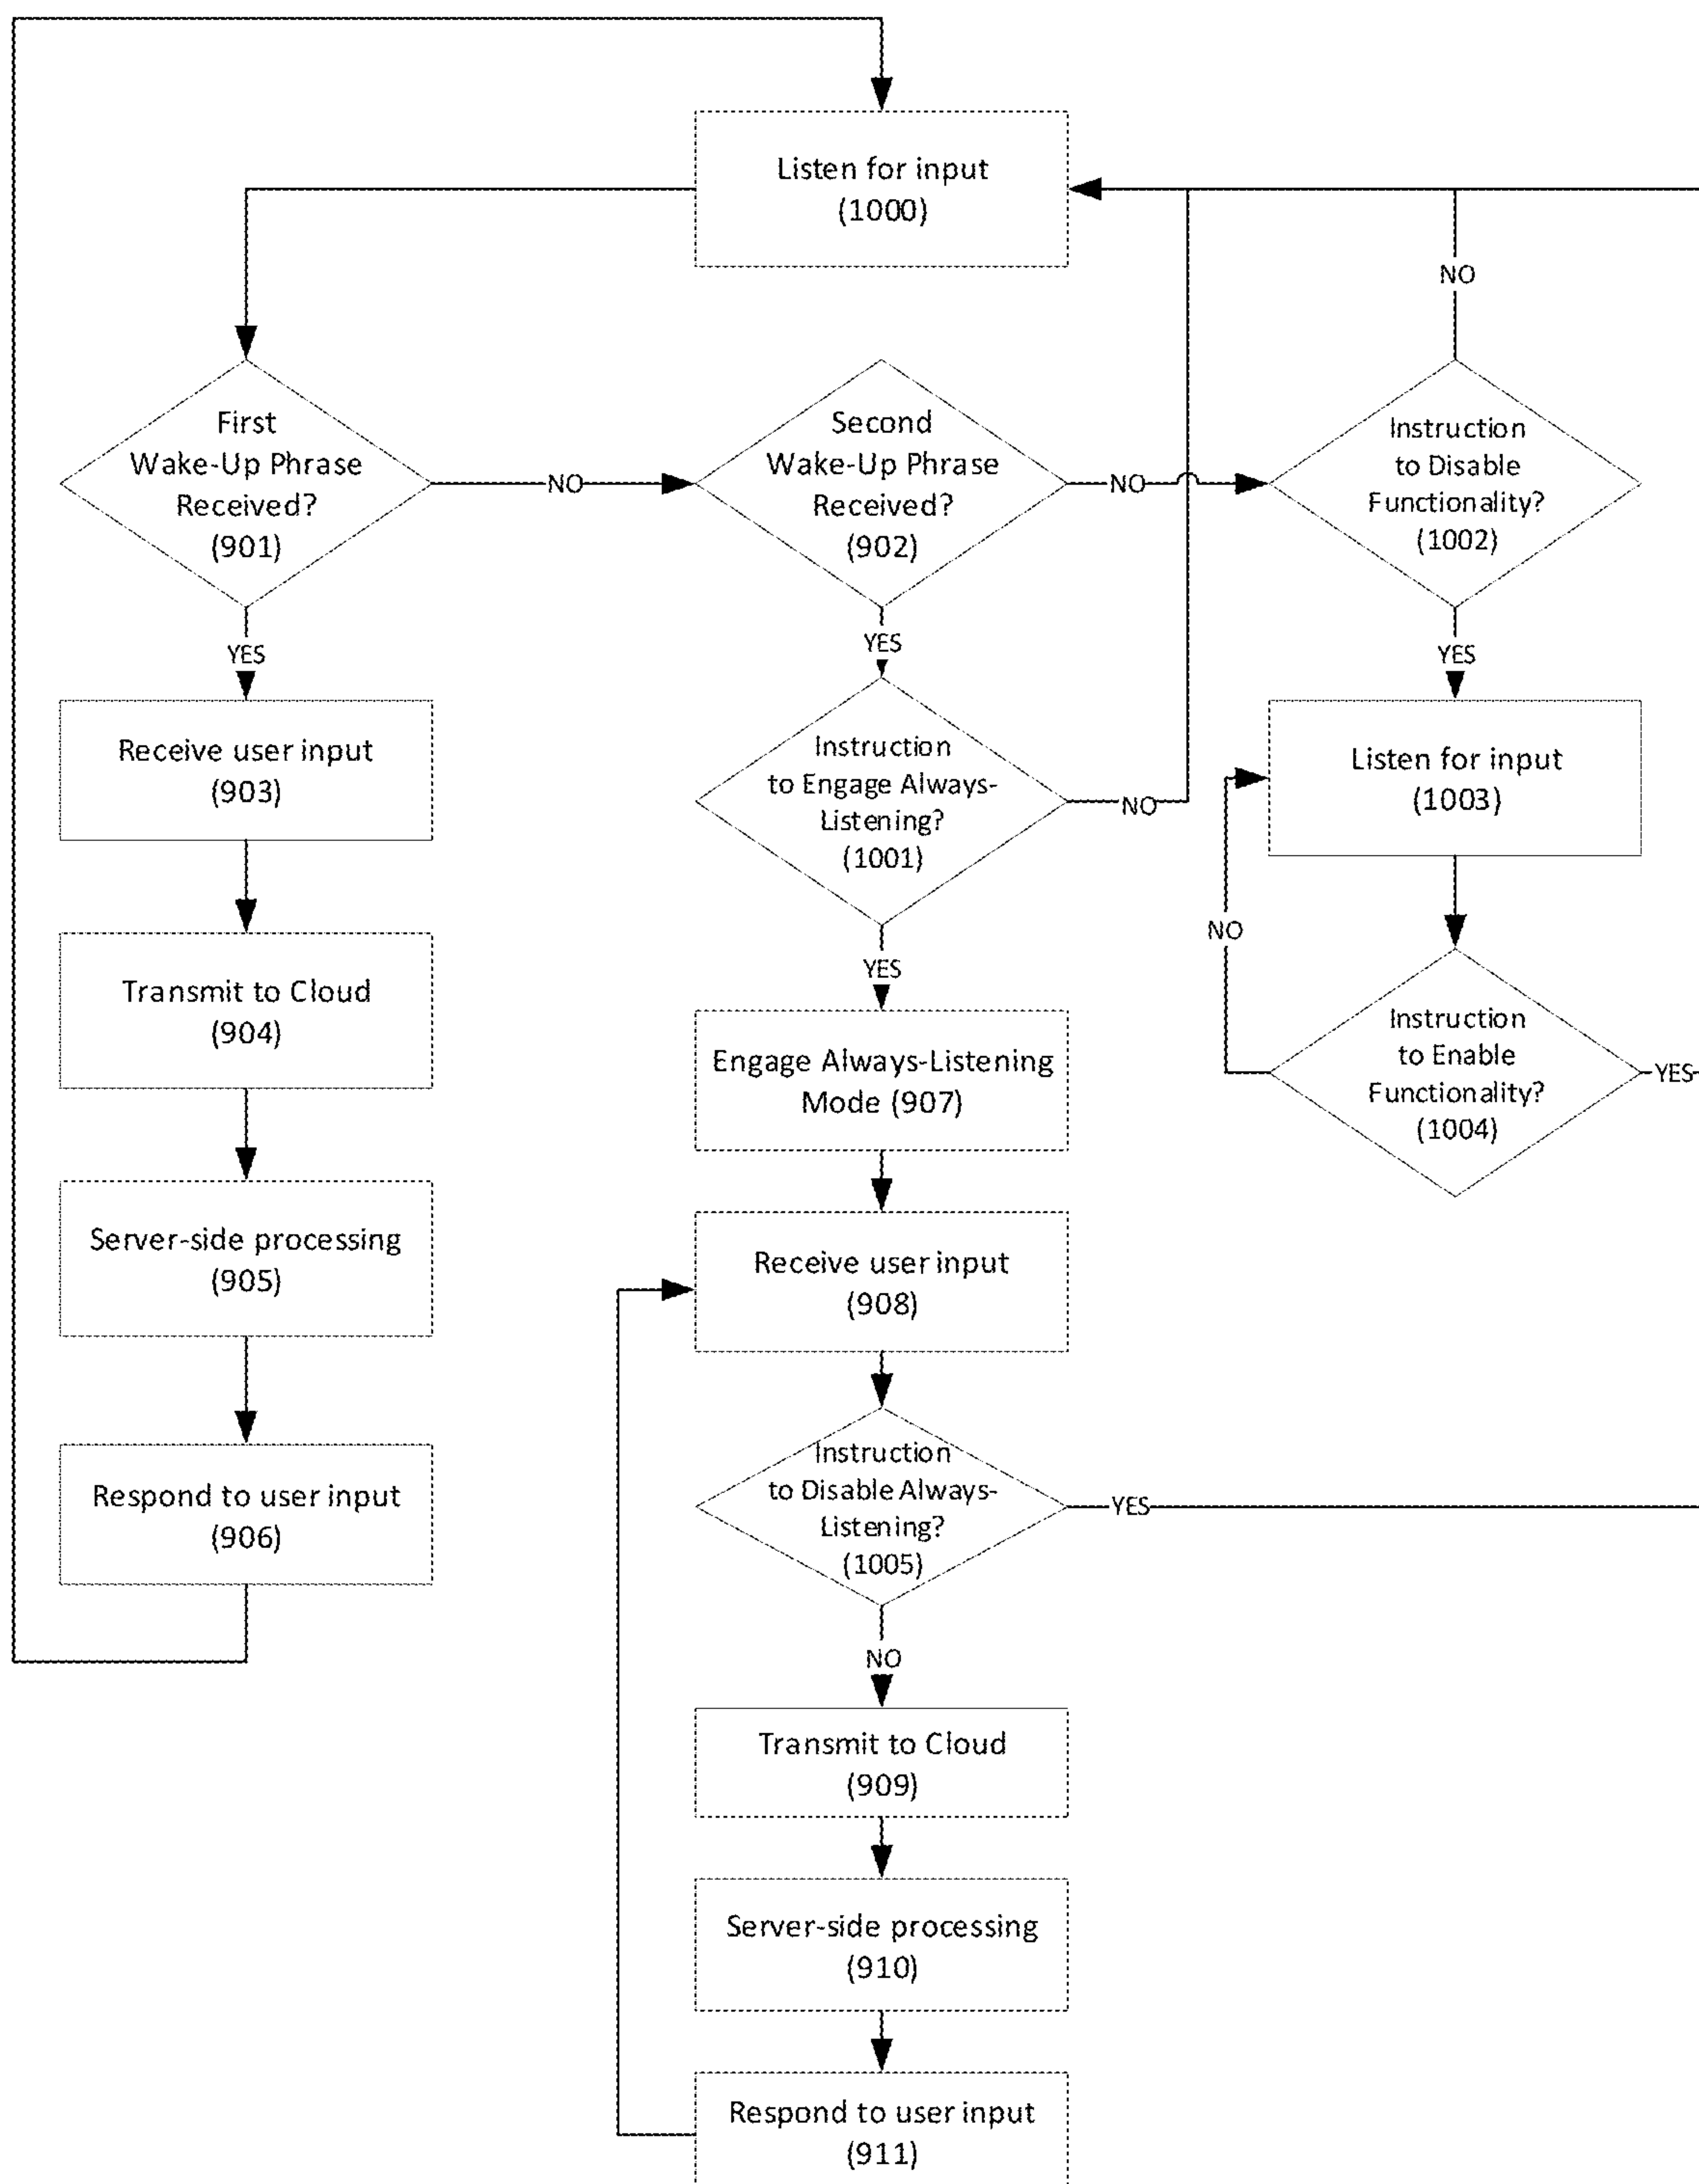 Listen for input
(1000)
NO
First
Wake-Up Phrase
Received?
(901)
NO
Second
Wake-Up Phrase
Received?
(902)
NO
Instruction
to Disable
Functionality?
(1002)
YES
YES
YES
Receive user input
(903)
Instruction
to Engage Always-
Listening?
(1001)
NO
Listen for input
(1003)
NO
Transmit to Cloud
(904)
YES
Engage Always-Listening
Mode (907)
Instruction
to Enable
Functionality?
(1004)
YES
Server-side processing
(905)
Receive user input
(908)
Respond to user input
(906)
Instruction
to Disable Always-
Listening?
(1005)
YES
NO
Transmit to Cloud
(909)
Server-side processing
(910)
Respond to user input
(911)